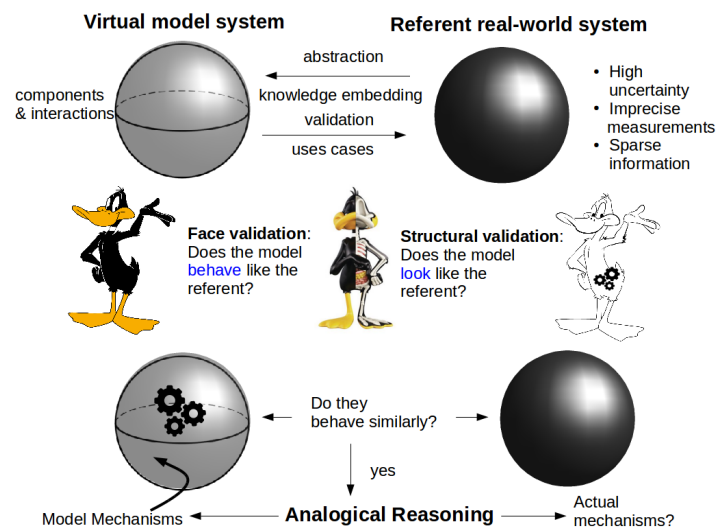 Virtual model system
Referent real-world system
components
& interactions
abstraction
knowledge embedding
validation
uses cases
• High
uncertainty
• Imprecise
measurements
• Sparse
information
Face validation:
Does the model
behave like the
referent?
Structural validation:
Does the model
look like the
referent?
Do they
behave similarly?
yes
Model Mechanisms
Analogical Reasoning
Actual
mechanisms?